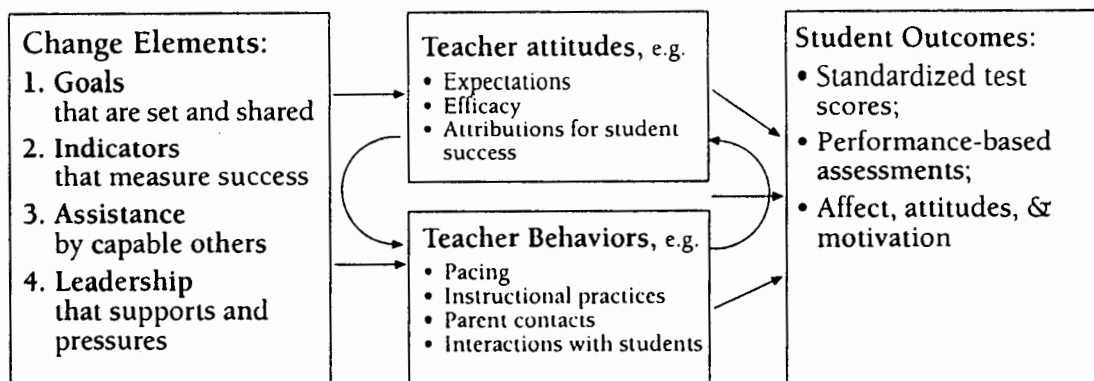 Change Elements:
1. Goals
that are set and shared
2. Indicators
that measure success
3. Assistance
by capable others
4. Leadership
that supports and
pressures
Teacher attitudes, e.g.
• Expectations
• Efficacy
• Attributions for student
success
Teacher Behaviors, e.g.
• Pacing
• Instructional practices
• Parent contacts
• Interactions with students
Student Outcomes:
• Standardized test
scores;
• Performance-based
assessments;
• Affect, attitudes, &
motivation